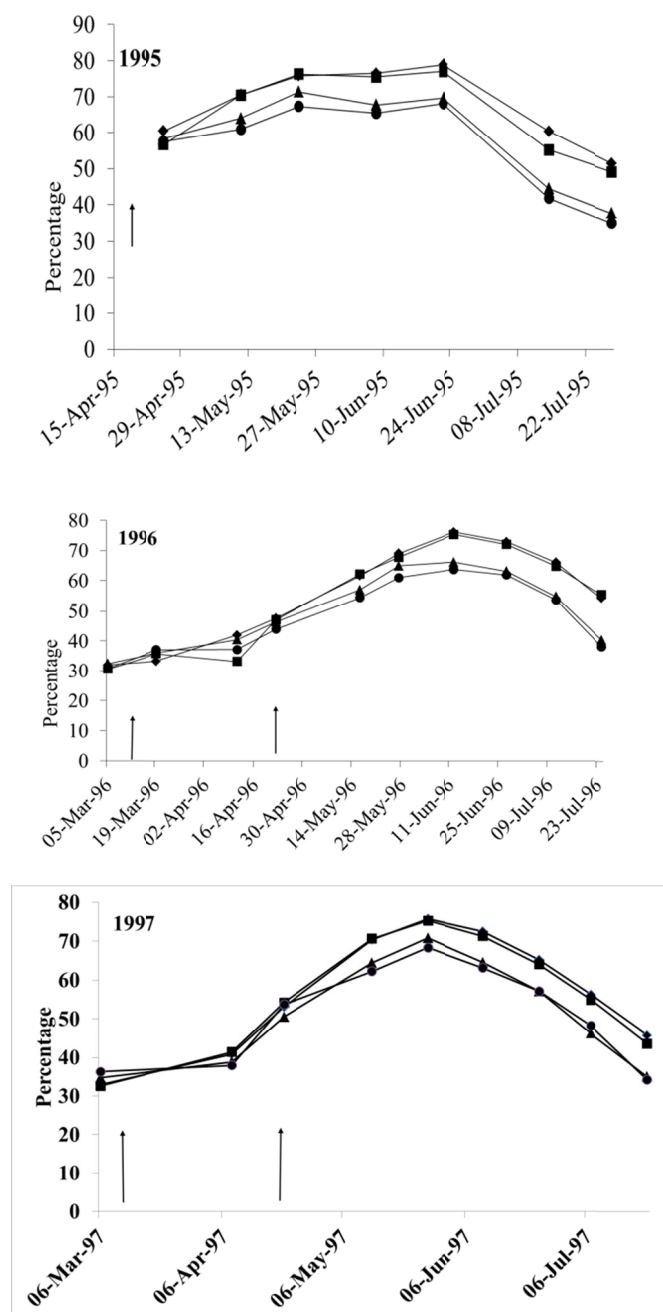 90
1995
80
70
60
50
40
30
20
10
0
Percentage
15-Apr-95
29-Apr-95
13-May-95
27-May-95
10-Jun-95
24-Jun-95
08-Jul-95
22-Jul-95
80
1996
70
60
50
40
30
20
10
0
Percentage
05-Mar-96
19-Mar-96
02-Apr-96
16-Apr-96
30-Apr-96
14-May-96
28-May-96
11-Jun-96
25-Jun-96
09-Jul-96
23-Jul-96
80
1997
70
60
50
40
30
20
10
0
Percentage
06-Mar-97
06-Apr-97
06-May-97
06-Jun-97
06-Jul-97